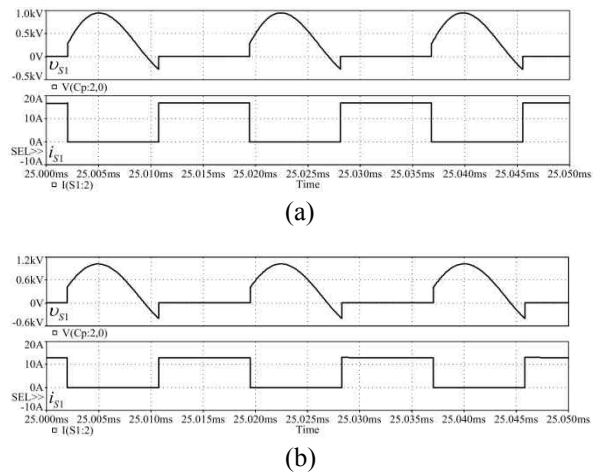 1.0kV
0.5kV
0V
-0.5kV
υS1
V(Cp:2,0)
20A
10A
0A
SEL>>
-10A
iS1
25.000ms 25.005ms 25.010ms 25.015ms 25.020ms 25.025ms 25.030ms 25.035ms 25.040ms 25.045ms 25.050ms
I(S1:2)
Time
(a)
1.2kV
0.6kV
0V
-0.6kV
υS1
V(Cp:2,0)
20A
10A
0A
SEL>>
-10A
iS1
25.000ms 25.005ms 25.010ms 25.015ms 25.020ms 25.025ms 25.030ms 25.035ms 25.040ms 25.045ms 25.050ms
I(S1:2)
Time
(b)